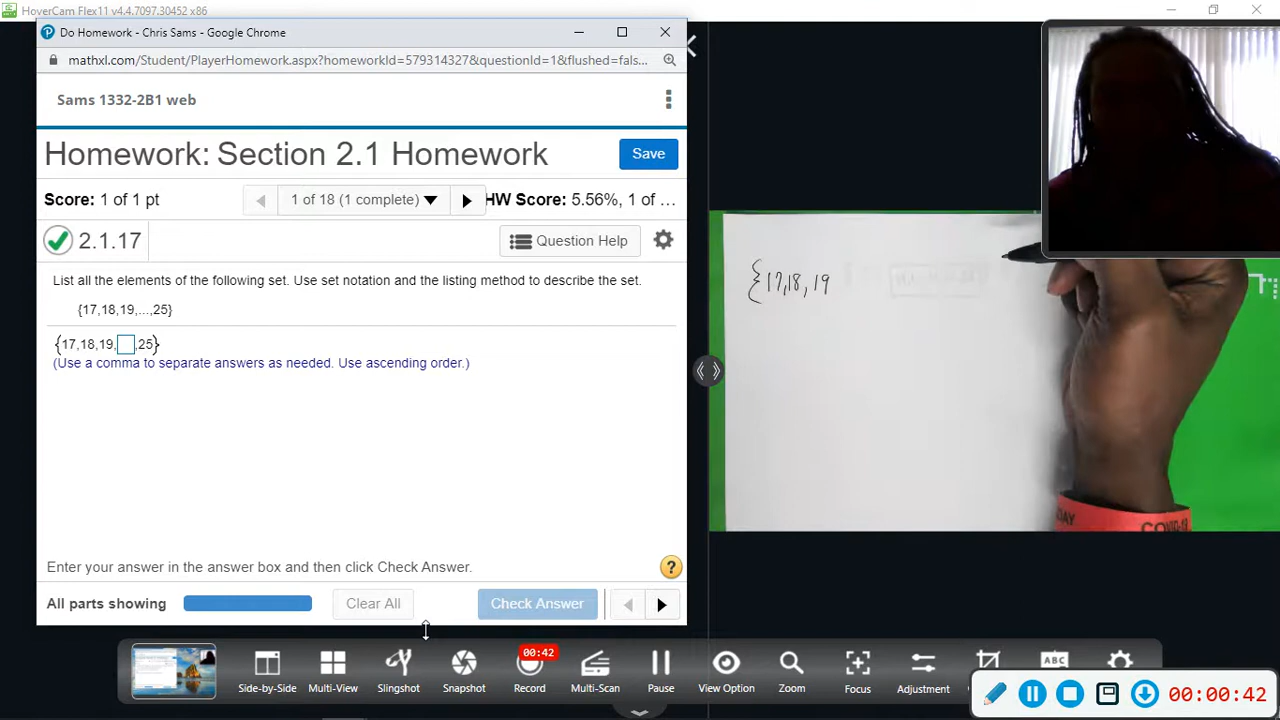 HoverCam Flex11 v4.4.7097.30452 x86
Do Homework - Chris Sams - Google Chrome
mathxl.com/Student/PlayerHomework.aspx?homeworkId=579314327&questionId=1&flushed=fals...
Sams 1332-2B1 web
Homework: Section 2.1 Homework
Save
Score: 1 of 1 pt
1 of 18 (1 complete)
HW Score: 5.56%, 1 of ...
2.1.17
Question Help
List all the elements of the following set. Use set notation and the listing method to describe the set.
{17,18,19,...,25}
{17,18,19, ,25}
(Use a comma to separate answers as needed. Use ascending order.)
{17,18, 19
DAY
COVID-19
Enter your answer in the answer box and then click Check Answer.
?
All parts showing
Clear All
Check Answer
Side-by-Side
Multi-View
Slingshot
Snapshot
00:42
Record
Multi-Scan
Pause
View Option
Zoom
Focus
Adjustment
ABC
00:00:42